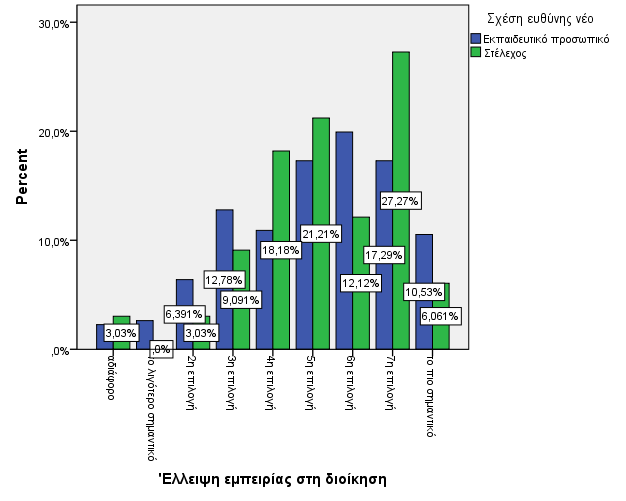 Σχέση ευθύνης νέο
Εκπαιδευτικό προσωπικό
Στέλεχος
30,0%
20,0%
10,0%
,0%
Percent
3,03%
,0%
6,391%
3,03%
12,78%
9,091%
18,18%
21,21%
12,12%
17,29%
27,27%
10,53%
6,061%
αδιάφορο
το λιγότερο σημαντικό
2η επιλογή
3η επιλογή
4η επιλογή
5η επιλογή
6η επιλογή
7η επιλογή
το πιο σημαντικό
Έλλειψη εμπειρίας στη διοίκηση